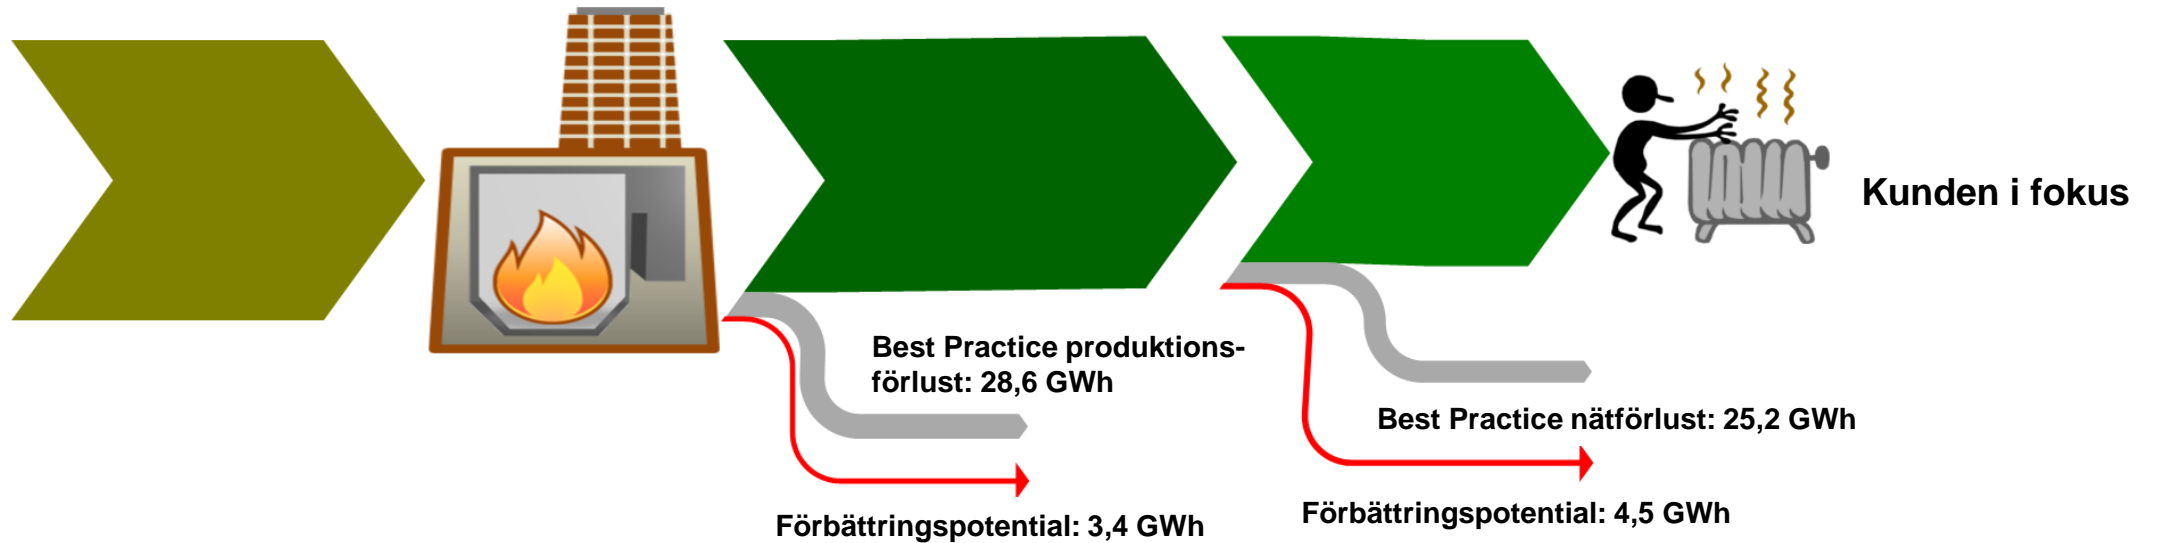 Kunden i fokus
Best Practice produktions-
förlust: 28,6 GWh
Best Practice nätförlust: 25,2 GWh
Förbättringspotential: 3,4 GWh
Förbättringspotential: 4,5 GWh